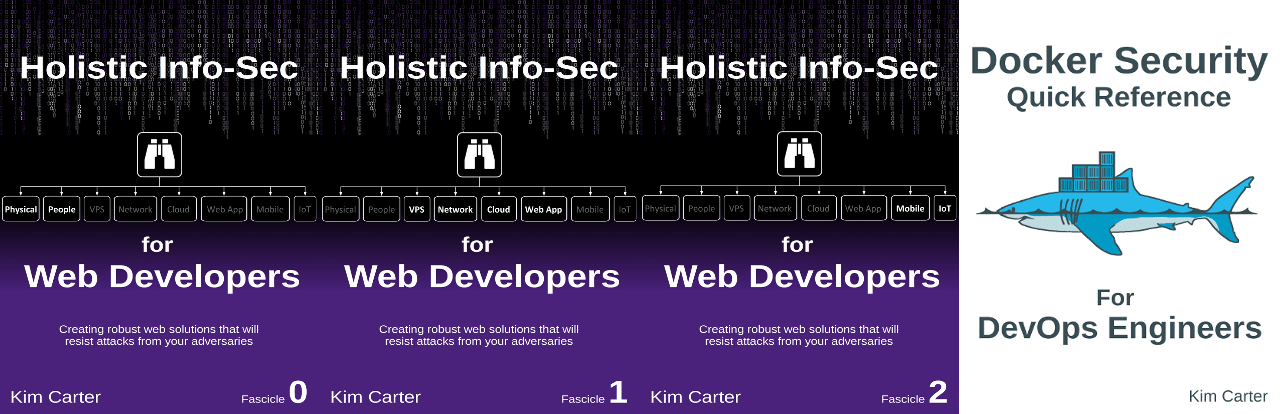 Holistic Info-Sec
Physical People VPS Network Cloud Web App Mobile IoT
for
Web Developers
Creating robust web solutions that will
resist attacks from your adversaries
Kim Carter
Fascicle 0
Holistic Info-Sec
Physical People VPS Network Cloud Web App Mobile IoT
for
Web Developers
Creating robust web solutions that will
resist attacks from your adversaries
Kim Carter
Fascicle 1
Holistic Info-Sec
Physical People VPS Network Cloud Web App Mobile IoT
for
Web Developers
Creating robust web solutions that will
resist attacks from your adversaries
Kim Carter
Fascicle 2
Docker Security
Quick Reference
For
DevOps Engineers
Kim Carter